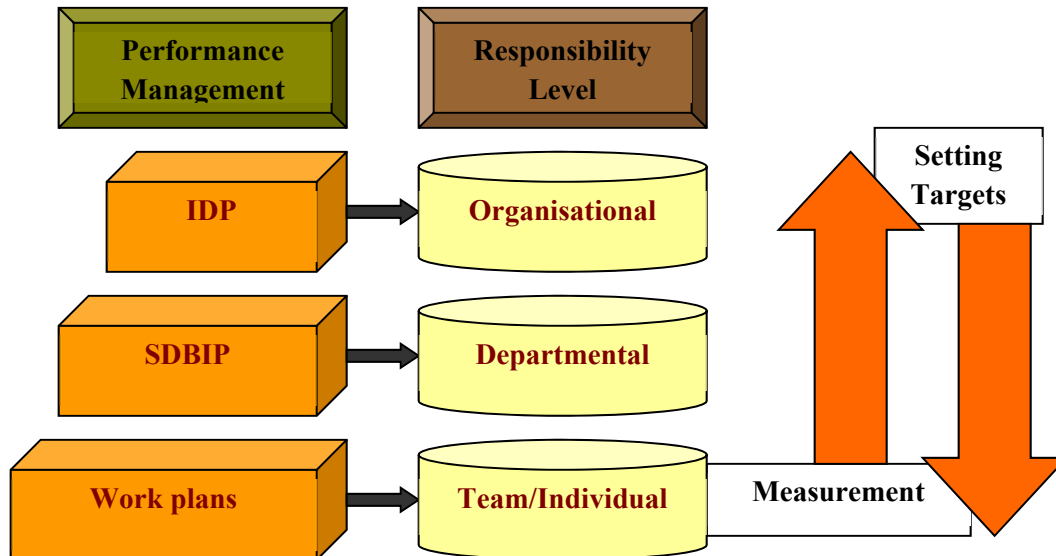 Performance
Management
Responsibility
Level
Setting
Targets
IDP
Organisational
SDBIP
Departmental
Work plans
Team/Individual
Measurement